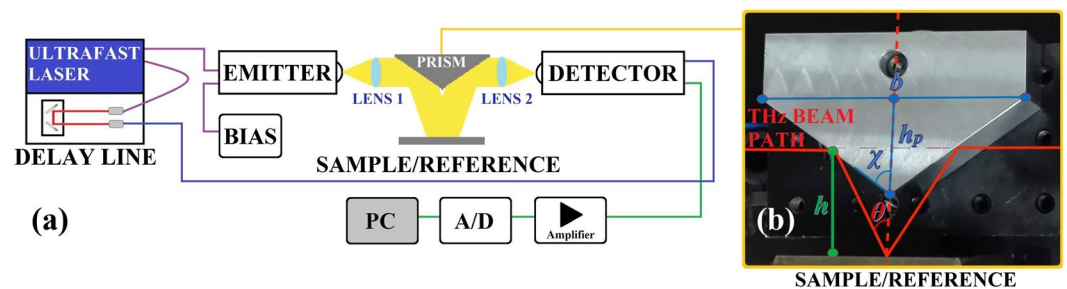 ULTRAFAST
LASER
DELAY LINE
EMITTER
BIAS
LENS 1
PRISM
LENS 2
DETECTOR
SAMPLE/REFERENCE
PC
A/D
Amplifier
(a)
b
THz BEAM
PATH
hₚ
χ
h
θ
(b)
SAMPLE/REFERENCE